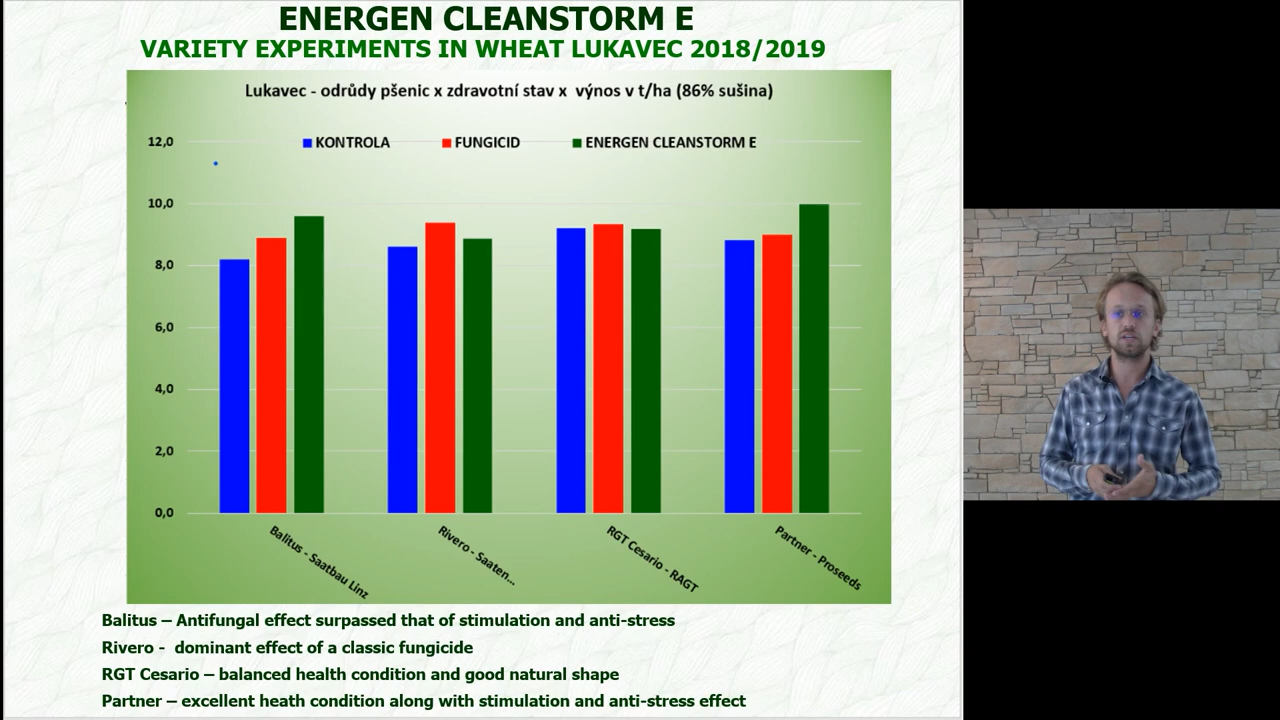 ENERGEN CLEANSTORM E
VARIETY EXPERIMENTS IN WHEAT LUKAVEC 2018/2019
Lukavec - odrůdy pšenic x zdravotní stav x výnos v t/ha (86% sušina)
KONTROLA FUNGICID ENERGEN CLEANSTORM E
12,0
10,0
8,0
6,0
4,0
2,0
0,0
Balitus - Saatbau Linz
Rivero - Saaten...
RGT Cesario - RAGT
Partner - Proseeds
Balitus – Antifungal effect surpassed that of stimulation and anti-stress
Rivero - dominant effect of a classic fungicide
RGT Cesario – balanced health condition and good natural shape
Partner – excellent heath condition along with stimulation and anti-stress effect